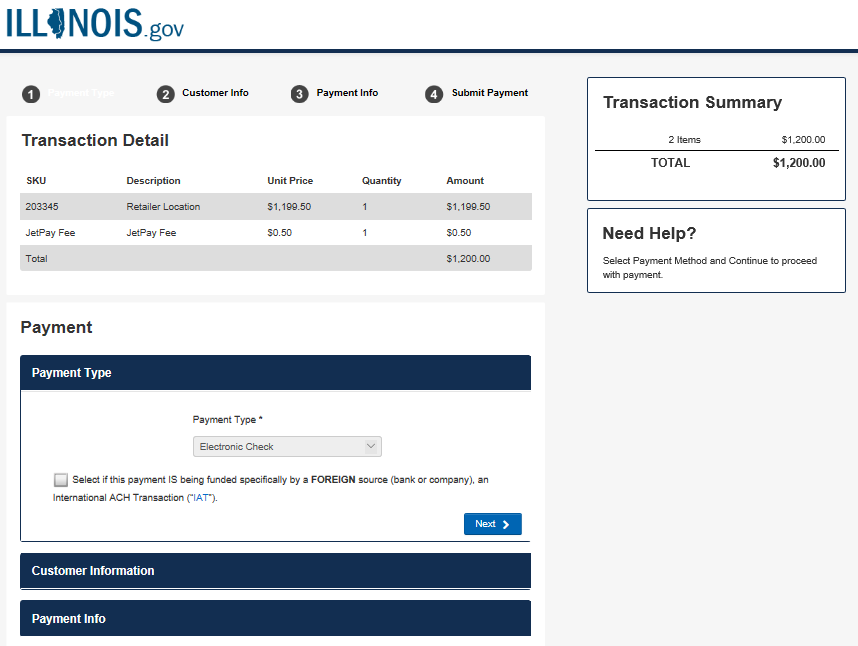 ILLINOIS.gov
1 Payment Type 2 Customer Info 3 Payment Info 4 Submit Payment
Transaction Detail
SKU Description Unit Price Quantity Amount
203345 Retailer Location $1,199.50 1 $1,199.50
JetPay Fee JetPay Fee $0.50 1 $0.50
Total $1,200.00
Transaction Summary
2 Items $1,200.00
TOTAL $1,200.00
Need Help?
Select Payment Method and Continue to proceed
with payment.
Payment
Payment Type
Payment Type *
Electronic Check
Select if this payment IS being funded specifically by a FOREIGN source (bank or company), an
International ACH Transaction ("IAT").
Next
Customer Information
Payment Info